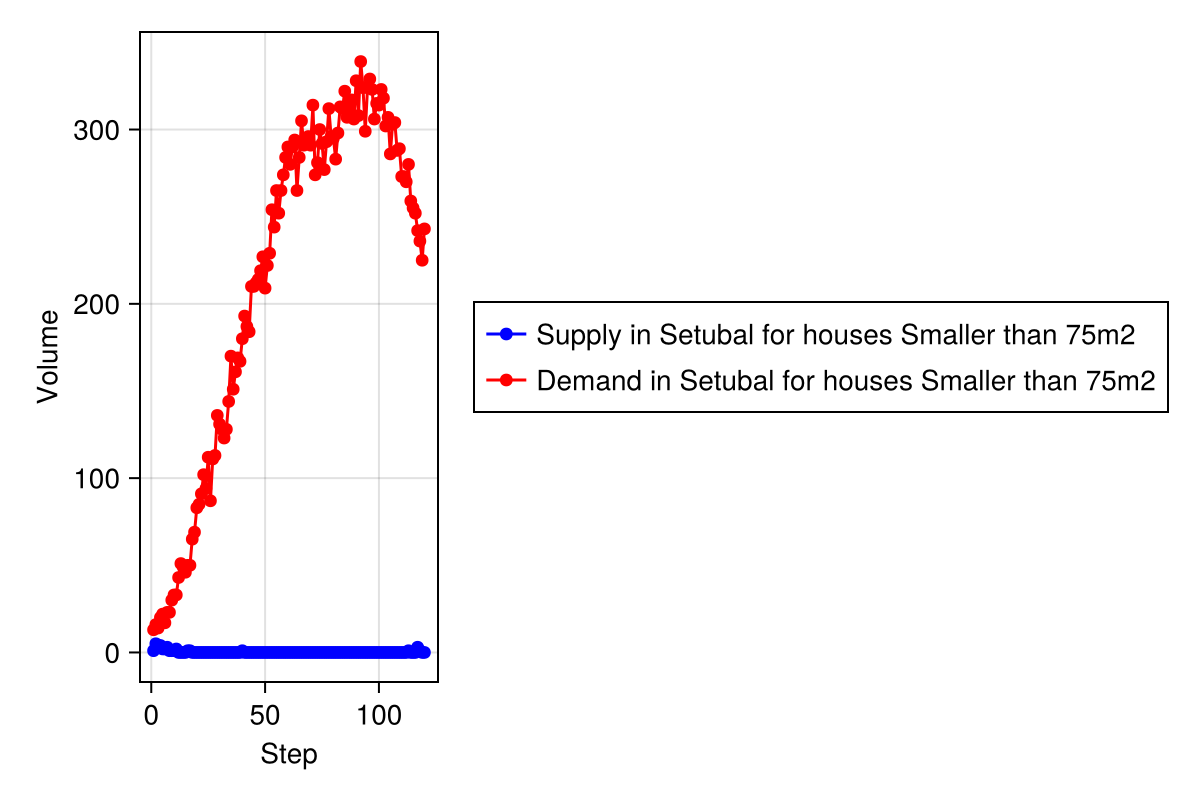 300
200
100
0
Volume
0 50 100
Step
Supply in Setubal for houses Smaller than 75m2
Demand in Setubal for houses Smaller than 75m2